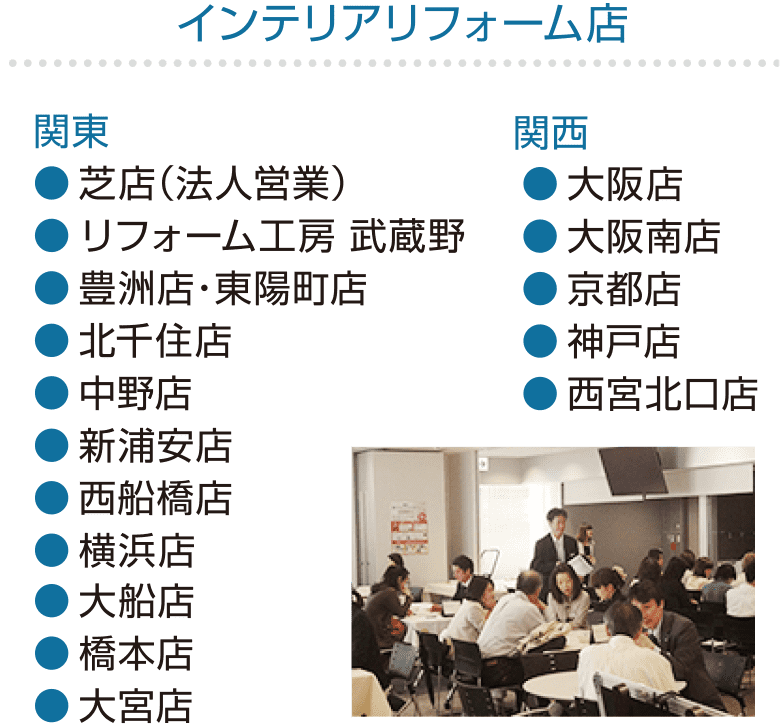 インテリアリフォーム店
関東
● 芝店(法人営業)
● リフォーム工房 武蔵野
● 豊洲店・東陽町店
● 北千住店
● 中野店
● 新浦安店
● 西船橋店
● 横浜店
● 大船店
● 橋本店
● 大宮店
関西
● 大阪店
● 大阪南店
● 京都店
● 神戸店
● 西宮北口店